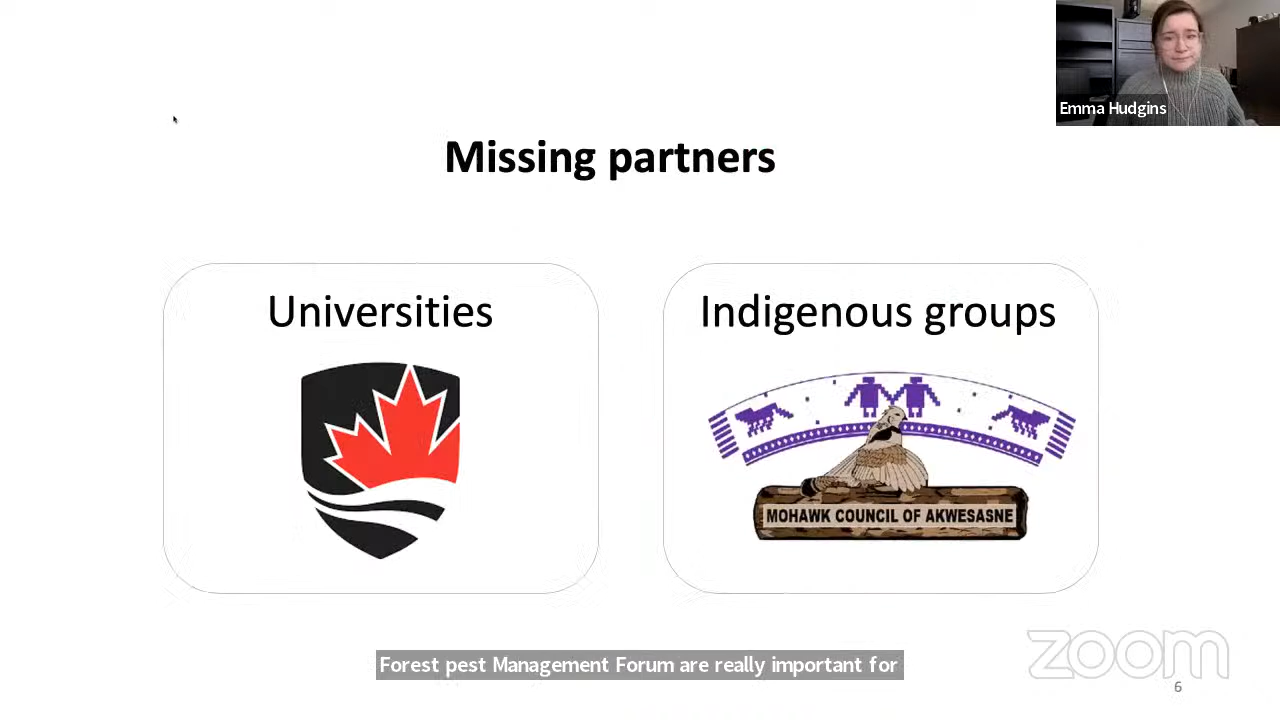 Emma Hudgins
Missing partners
Universities
Indigenous groups
MOHAWK COUNCIL OF AKWESASNE
Forest pest Management Forum are really important for
zoom
6